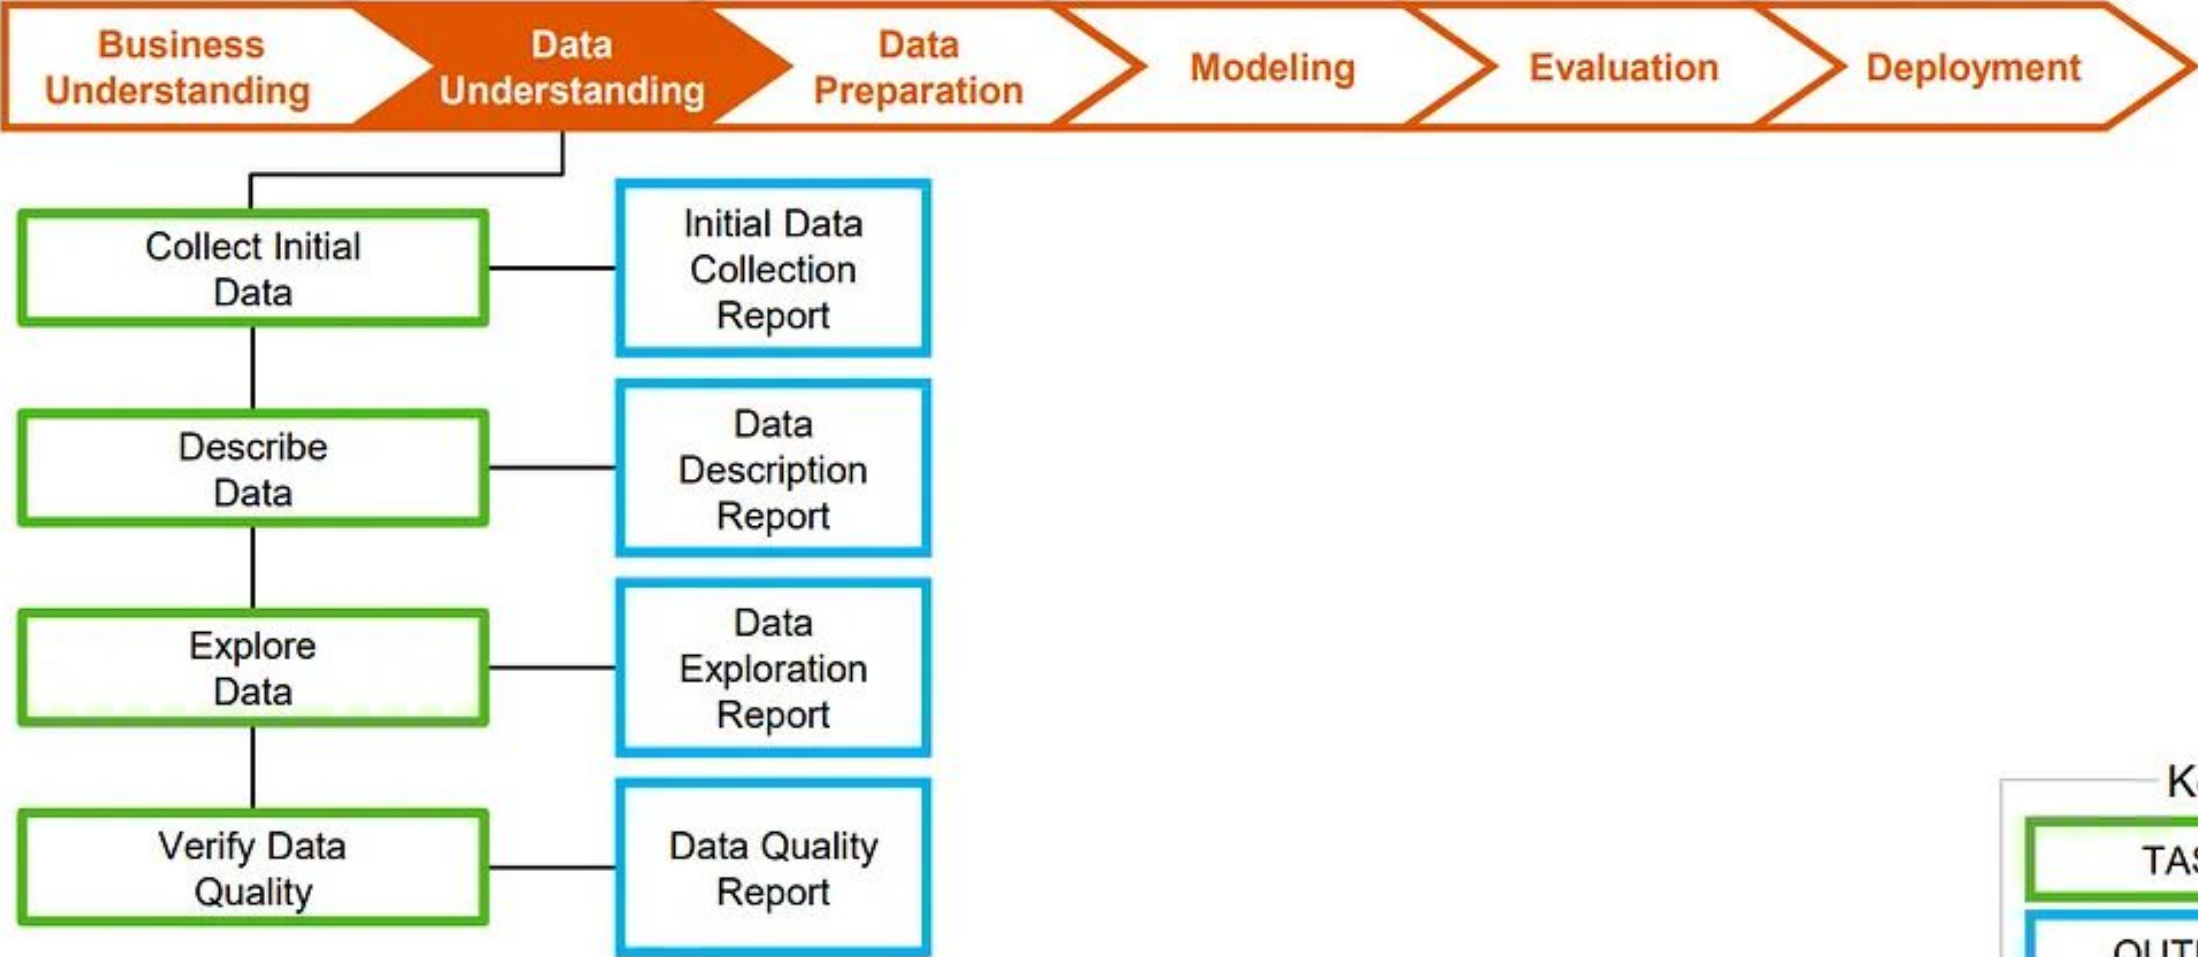 Business
Understanding
Data
Understanding
Data
Preparation
Modeling
Evaluation
Deployment
Collect Initial
Data
Initial Data
Collection
Report
Describe
Data
Data
Description
Report
Explore
Data
Data
Exploration
Report
Verify Data
Quality
Data Quality
Report